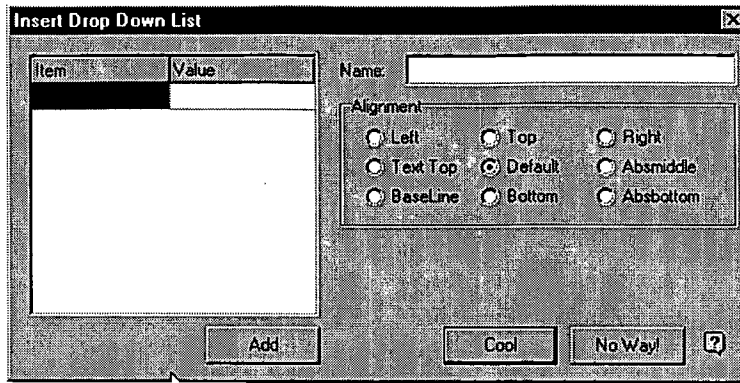 Insert Drop Down List
Item Value
Name:
Alignment
Left Top Right
Text Top Default Absmiddle
BaseLine Bottom Absbottom
Add Cool No Way! ?